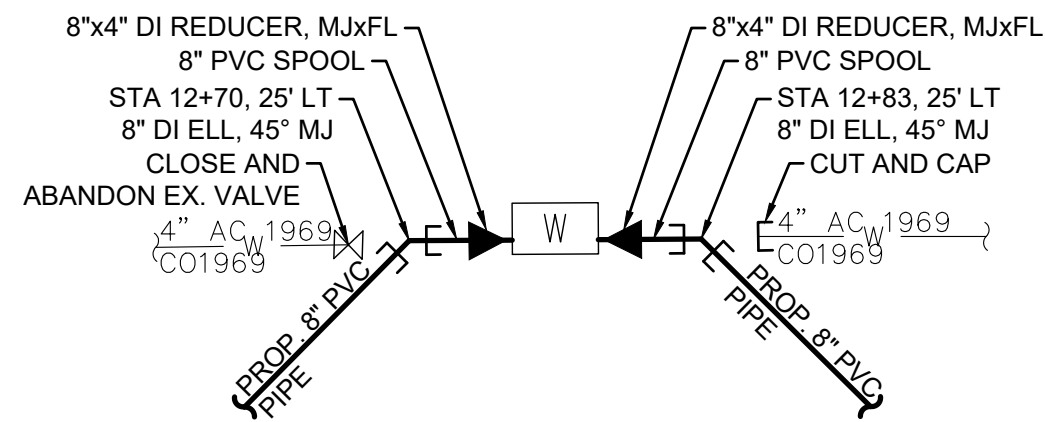 8"x4" DI REDUCER, MJxFL
8" PVC SPOOL
STA 12+70, 25' LT
8" DI ELL, 45° MJ
CLOSE AND
ABANDON EX. VALVE
4" AC 1969
W
CO1969
PROP. 8" PVC
PIPE
W
8"x4" DI REDUCER, MJxFL
8" PVC SPOOL
STA 12+83, 25' LT
8" DI ELL, 45° MJ
CUT AND CAP
4" AC 1969
W
CO1969
PROP. 8" PVC
PIPE